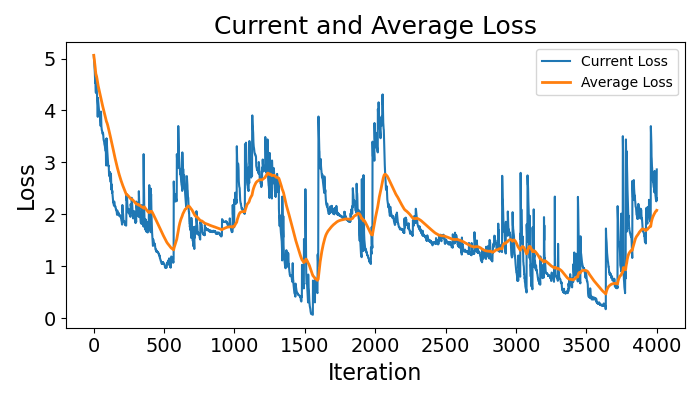 Current and Average Loss
Current Loss
Average Loss
Loss
5
4
3
2
1
0
0 500 1000 1500 2000 2500 3000 3500 4000
Iteration